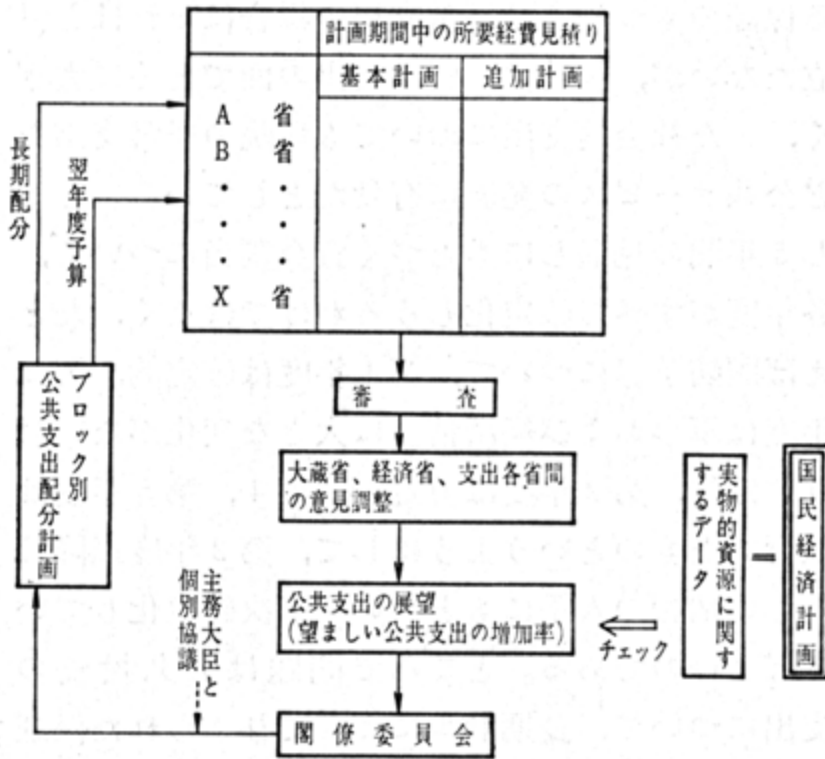 計画期間中の所要経費見積り
基本計画 追加計画
A 省
B 省
・ ・
・ ・
・ ・
X 省
長期配分
翌年度予算
ブロック別
公共支出配分計画
審査
大蔵省、経済省、支出各省間
の意見調整
公共支出の展望
(望ましい公共支出の増加率)
チェック
実物的資源に関す
するデータ
国民経済計画
主務大臣と
個別協議
閣僚委員会